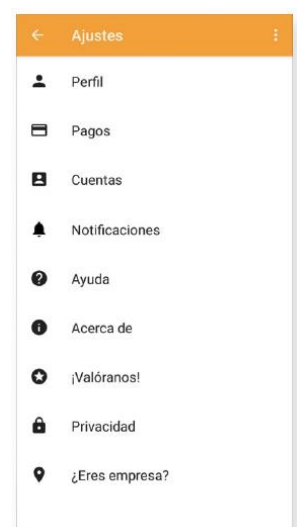 Ajustes
Perfil
Pagos
Cuentas
Notificaciones
Ayuda
Acerca de
¡Valóranos!
Privacidad
¿Eres empresa?